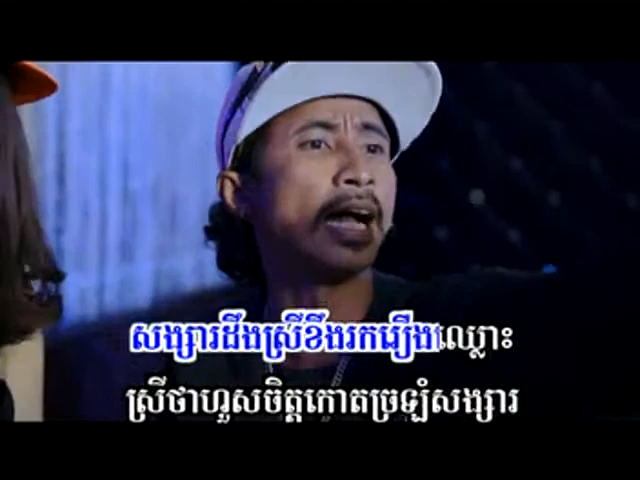 សង្សារដឹងស្រីខឹងរករឿងឈ្លោះ
ស្រីថាហួសចិត្តកួោតច្រឡំសង្សារ